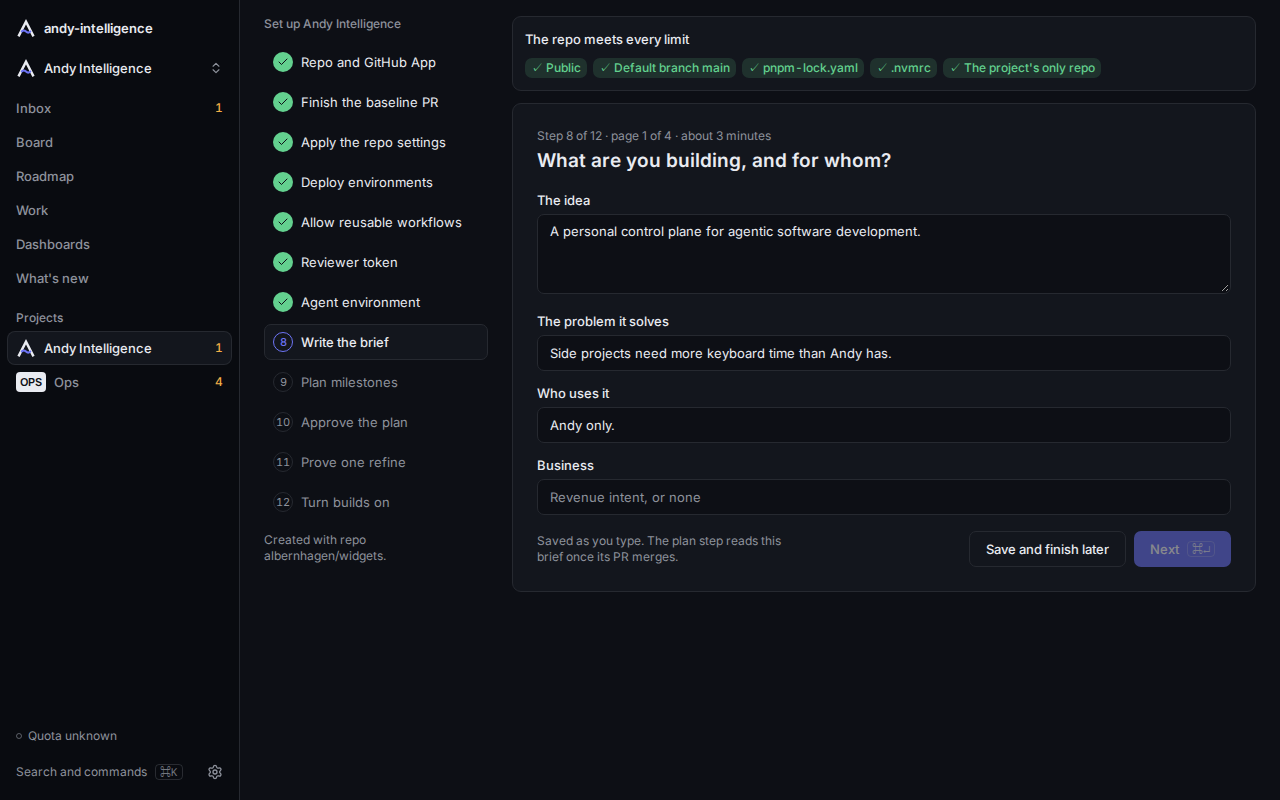 andy-intelligence
Andy Intelligence
Inbox 1
Board
Roadmap
Work
Dashboards
What's new
Projects
Andy Intelligence 1
OPS Ops 4
Quota unknown
Search and commands ⌘K
Set up Andy Intelligence
✓ Repo and GitHub App
✓ Finish the baseline PR
✓ Apply the repo settings
✓ Deploy environments
✓ Allow reusable workflows
✓ Reviewer token
✓ Agent environment
8 Write the brief
9 Plan milestones
10 Approve the plan
11 Prove one refine
12 Turn builds on
Created with repo
albernhagen/widgets.
The repo meets every limit
✓ Public ✓ Default branch main ✓ pnpm-lock.yaml ✓ .nvmrc ✓ The project's only repo
Step 8 of 12 · page 1 of 4 · about 3 minutes
What are you building, and for whom?
The idea
A personal control plane for agentic software development.
The problem it solves
Side projects need more keyboard time than Andy has.
Who uses it
Andy only.
Business
Revenue intent, or none
Saved as you type. The plan step reads this
brief once its PR merges.
Save and finish later
Next ⌘↵